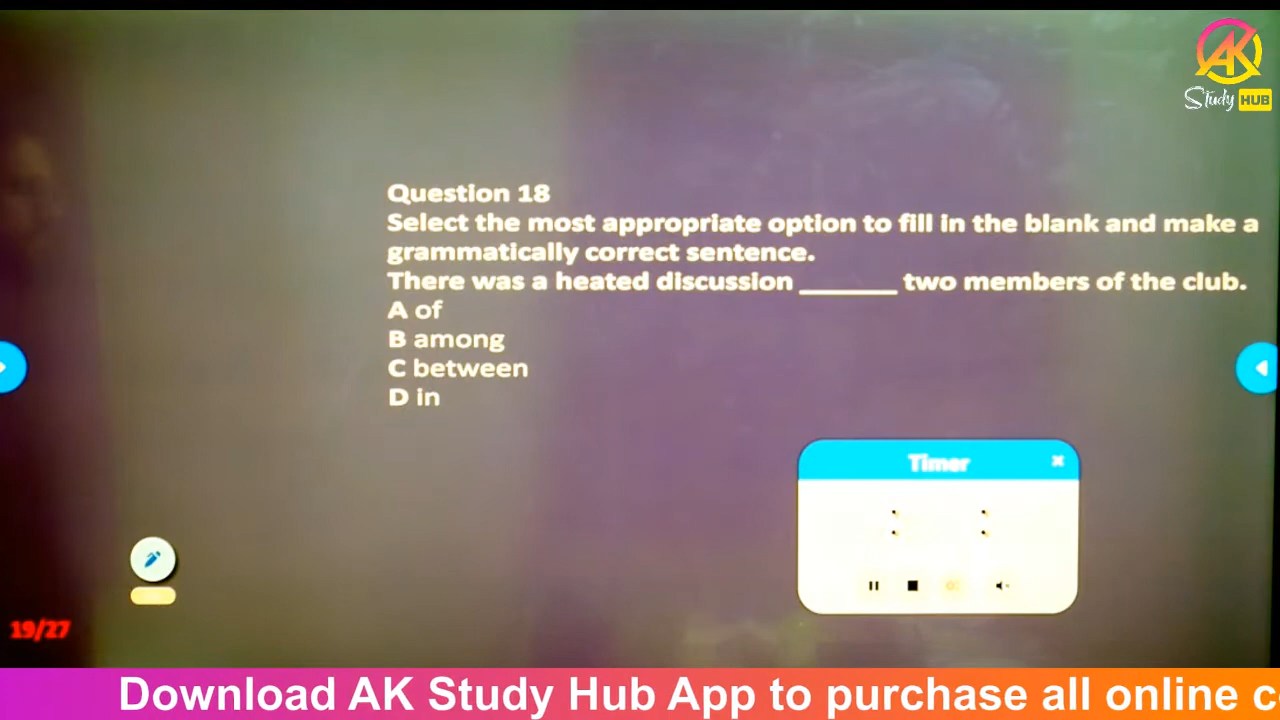 AK
Study HUB
Question 18
Select the most appropriate option to fill in the blank and make a
grammatically correct sentence.
There was a heated discussion _______ two members of the club.
A of
B among
C between
D in
Timer
19/27
Download AK Study Hub App to purchase all online c